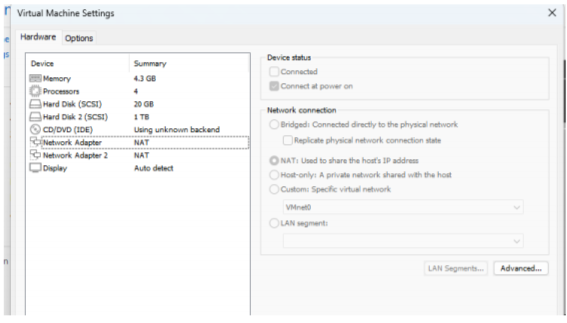 Virtual Machine Settings
Hardware Options
Device Summary
Memory 4.3 GB
Processors 4
Hard Disk (SCSI) 20 GB
Hard Disk 2 (SCSI) 1 TB
CD/DVD (IDE) Using unknown backend
Network Adapter NAT
Network Adapter 2 NAT
Display Auto detect
Device status
Connected
Connect at power on
Network connection
Bridged: Connected directly to the physical network
Replicate physical network connection state
NAT: Used to share the host's IP address
Host-only: A private network shared with the host
Custom: Specific virtual network
VMnet0
LAN segment:
LAN Segments... Advanced...